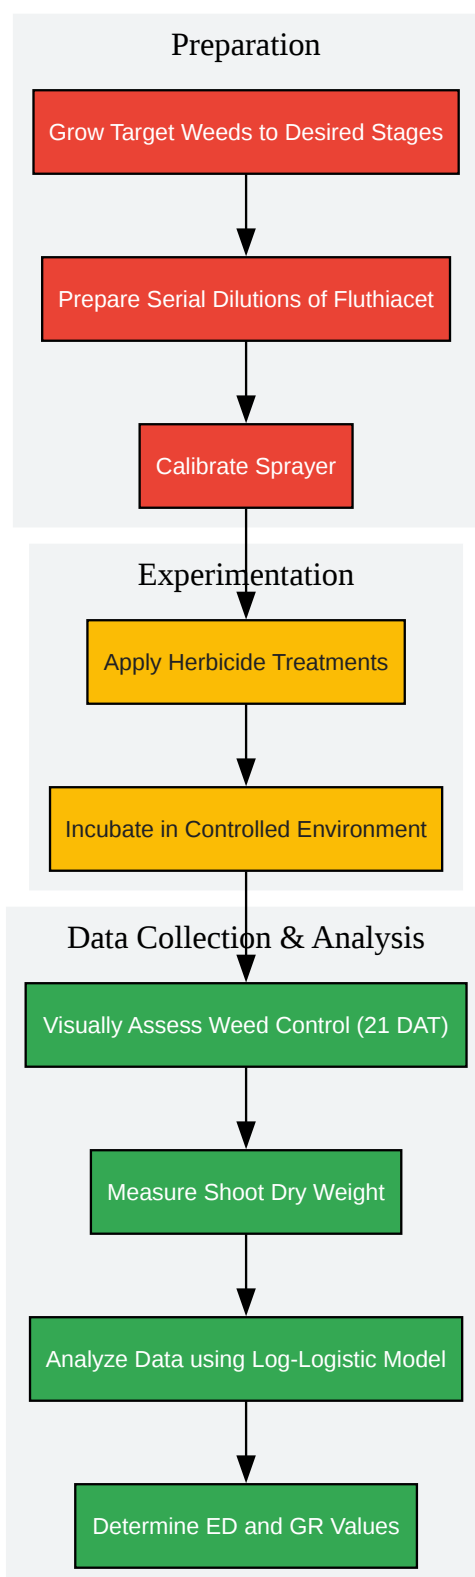 Preparation
Grow Target Weeds to Desired Stages
Prepare Serial Dilutions of Fluthiacet
Calibrate Sprayer
Experimentation
Apply Herbicide Treatments
Incubate in Controlled Environment
Data Collection & Analysis
Visually Assess Weed Control (21 DAT)
Measure Shoot Dry Weight
Analyze Data using Log-Logistic Model
Determine ED and GR Values